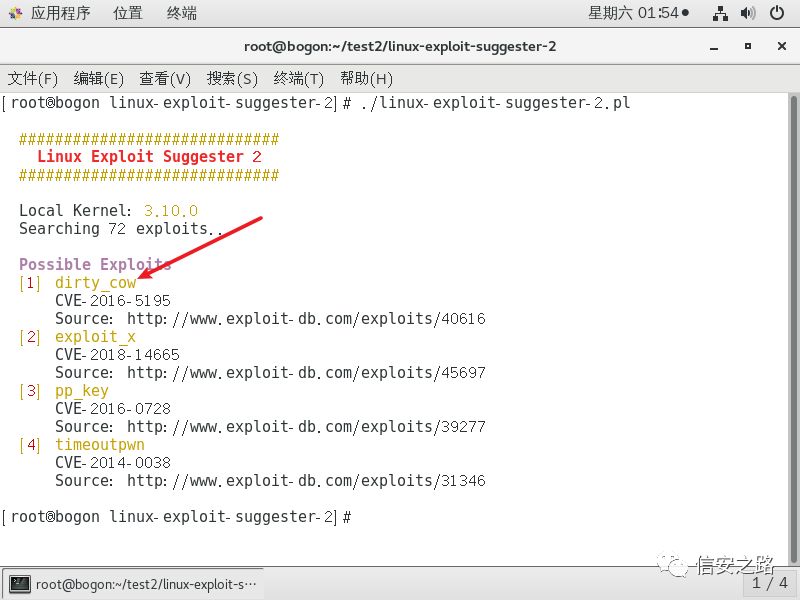 应用程序 位置 终端 星期六 01:54
root@bogon:~/test2/linux-exploit-suggester-2
文件(F) 编辑(E) 查看(V) 搜索(S) 终端(T) 帮助(H)
[root@bogon linux-exploit-suggester-2]# ./linux-exploit-suggester-2.pl
#############################
Linux Exploit Suggester 2
#############################
Local Kernel: 3.10.0
Searching 72 exploits..
Possible Exploits
[1] dirty_cow
CVE-2016-5195
Source: http://www.exploit-db.com/exploits/40616
[2] exploit_x
CVE-2018-14665
Source: http://www.exploit-db.com/exploits/45697
[3] pp_key
CVE-2016-0728
Source: http://www.exploit-db.com/exploits/39277
[4] timeoutpwn
CVE-2014-0038
Source: http://www.exploit-db.com/exploits/31346
[root@bogon linux-exploit-suggester-2]#
信安之路
root@bogon:~/test2/linux-exploit-s… 1 / 4